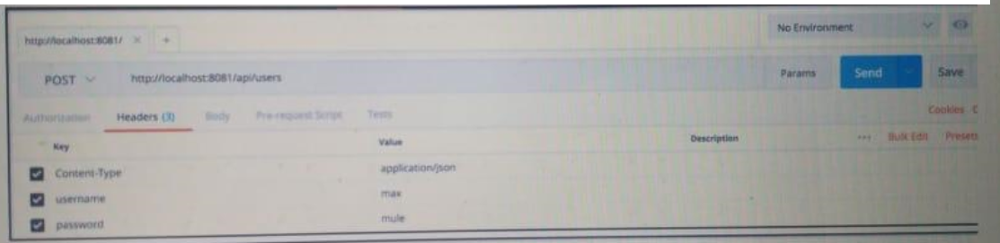 No Environment
http://localhost:8081/ × +
POST http://localhost:8081/api/users Params Send Save
Authorization Headers (3) Body Pre-request Script Tests Cookies C
Key Value Description ... Bulk Edit Presets
Content-Type application/json
username max
password mule